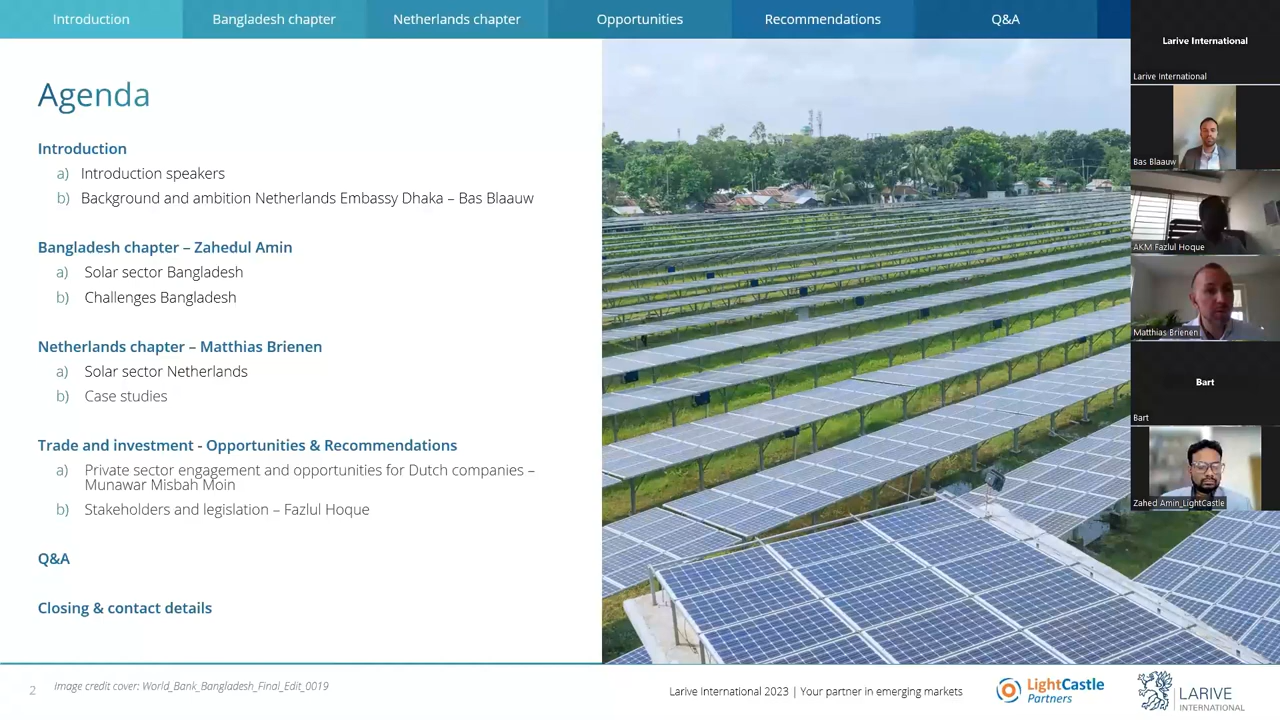 Introduction
Bangladesh chapter
Netherlands chapter
Opportunities
Recommendations
Q&A
Agenda
Introduction
a) Introduction speakers
b) Background and ambition Netherlands Embassy Dhaka – Bas Blaauw
Bangladesh chapter – Zahedul Amin
a) Solar sector Bangladesh
b) Challenges Bangladesh
Netherlands chapter – Matthias Brienen
a) Solar sector Netherlands
b) Case studies
Trade and investment - Opportunities & Recommendations
a) Private sector engagement and opportunities for Dutch companies –
Munawar Misbah Moin
b) Stakeholders and legislation – Fazlul Hoque
Q&A
Closing & contact details
2
Image credit cover: World_Bank_Bangladesh_Final_Edit_0019
Larive International 2023 | Your partner in emerging markets
LightCastle
Partners
LARIVE
INTERNATIONAL
Larive International
Larive International
Bas Blaauw
AKM Fazlul Hoque
Matthias Brienen
Bart
Bart
Zahed Amin_LightCastle